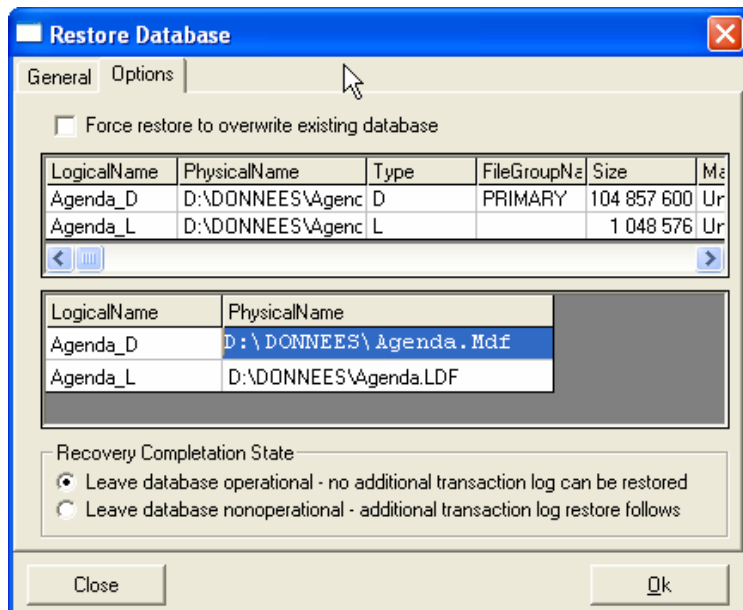 Restore Database
General Options
Force restore to overwrite existing database
LogicalName PhysicalName Type FileGroupNa Size Ma
Agenda_D D:\DONNEES\Agenc D PRIMARY 104 857 600 Ur
Agenda_L D:\DONNEES\Agenc L 1 048 576 Ur
LogicalName PhysicalName
Agenda_D D:\DONNEES\Agenda.Mdf
Agenda_L D:\DONNEES\Agenda.LDF
Recovery Completion State
Leave database operational - no additional transaction log can be restored
Leave database nonoperational - additional transaction log restore follows
Close Ok